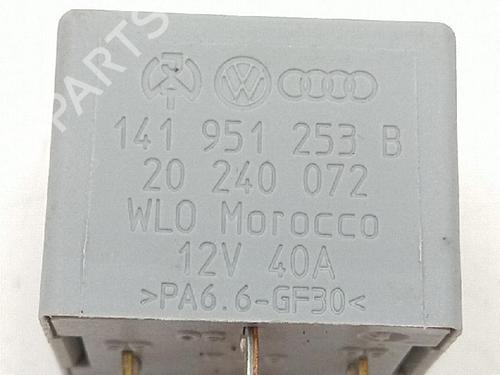 PARTS
141 951 253 B
20 240 072
WLO Morocco
12V 40A
>PA6.6-GF30<